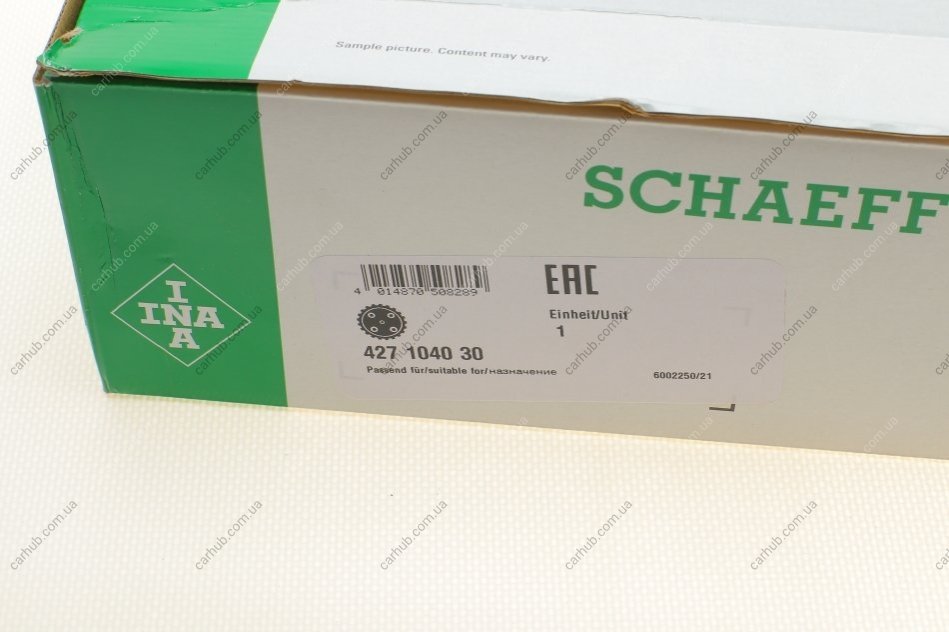 Sample picture. Content may vary.
SCHAEFF
4 014870 508289
EAC
Einheit/Unit
1
427 1040 30
Passend für/suitable for/назначение
6002250/21
I
INA
A
carhub.com.ua